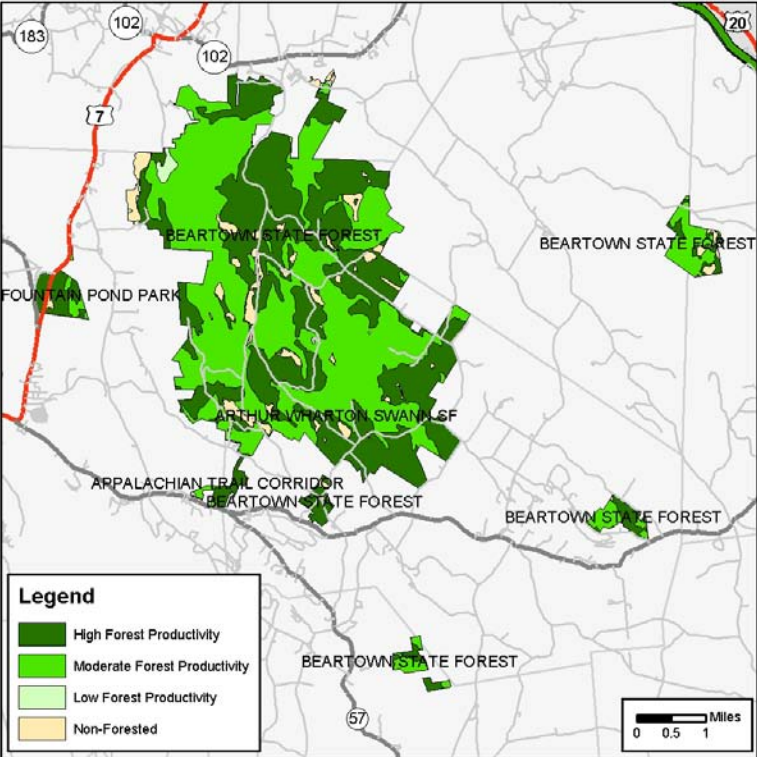 102
183
102
20
7
BEARTOWN STATE FOREST
BEARTOWN STATE FOREST
FOUNTAIN POND PARK
ARTHUR WHARTON SWANN SF
APPALACHIAN TRAIL CORRIDOR
BEARTOWN STATE FOREST
BEARTOWN STATE FOREST
Legend
High Forest Productivity
Moderate Forest Productivity
Low Forest Productivity
Non-Forested
BEARTOWN STATE FOREST
57
Miles
0 0.5 1